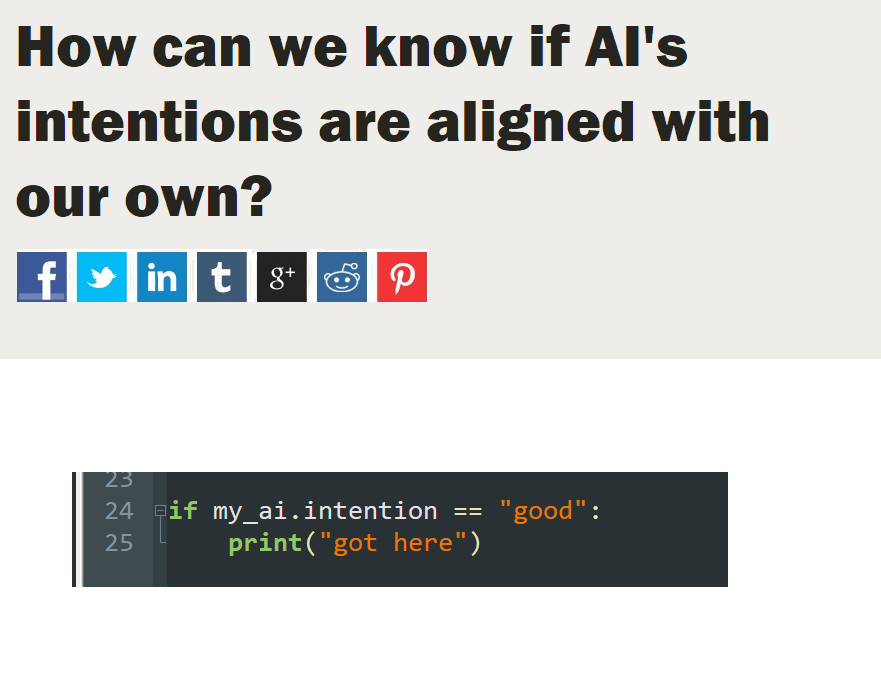 How can we know if AI's
intentions are aligned with
our own?
f in t g+
23
24 if my_ai.intention == "good":
25 print("got here")